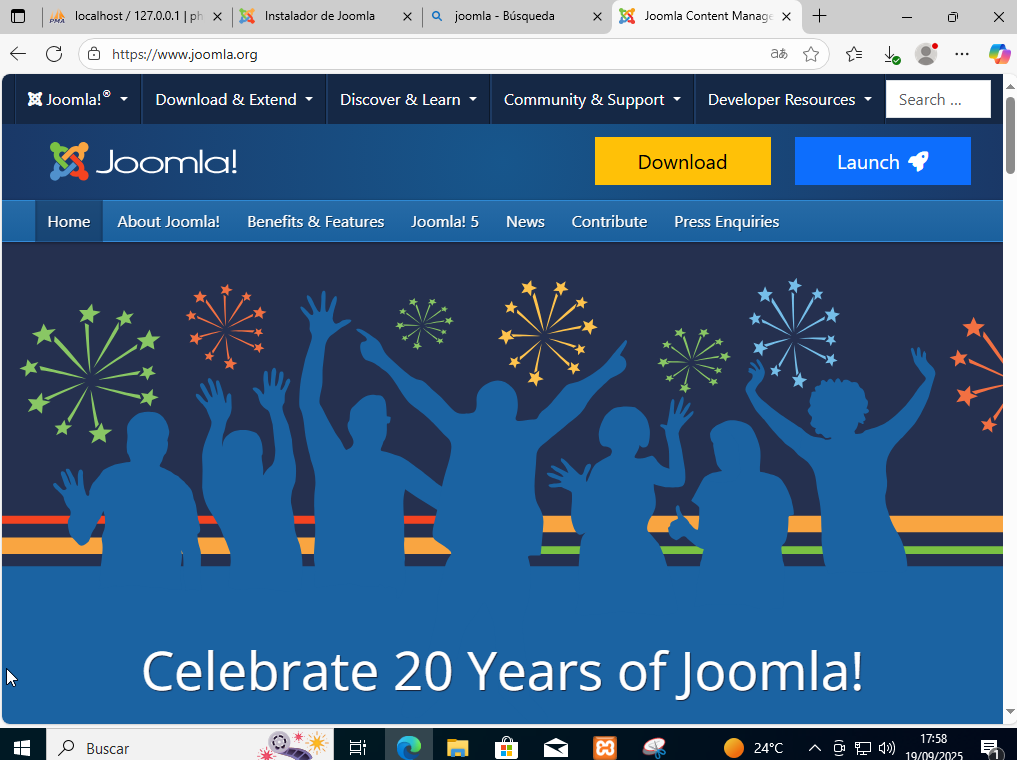 localhost / 127.0.0.1 | ph
Instalador de Joomla
joomla - Búsqueda
Joomla Content Manage
https://www.joomla.org
Joomla!®
Download & Extend
Discover & Learn
Community & Support
Developer Resources
Search ...
Joomla!
Download
Launch
Home
About Joomla!
Benefits & Features
Joomla! 5
News
Contribute
Press Enquiries
Celebrate 20 Years of Joomla!
Buscar
24°C
17:58
19/09/2025
1